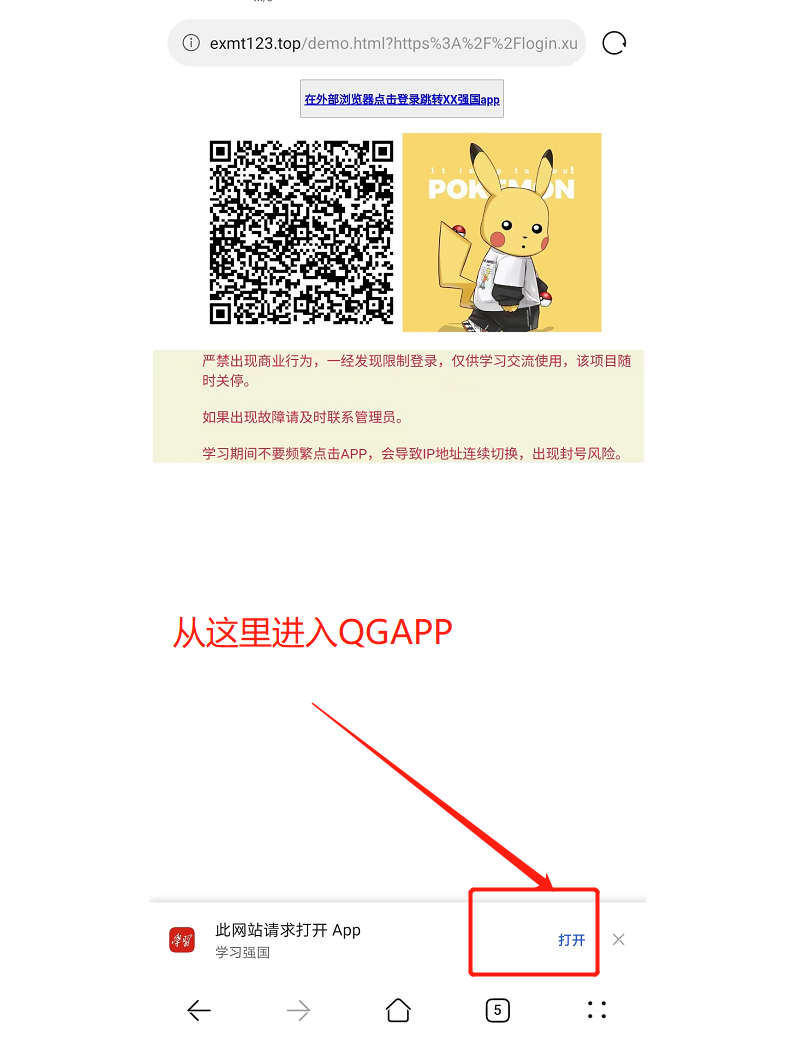 exmt123.top/demo.html?https%3A%2F%2Flogin.xu
在外部浏览器点击登录跳转XX强国app
POKEMON
严禁出现商业行为，一经发现限制登录，仅供学习交流使用，该项目随
时关停。
如果出现故障请及时联系管理员。
学习期间不要频繁点击APP，会导致IP地址连续切换，出现封号风险。
从这里进入QGAPP
此网站请求打开 App
学习强国
打开
学习
5